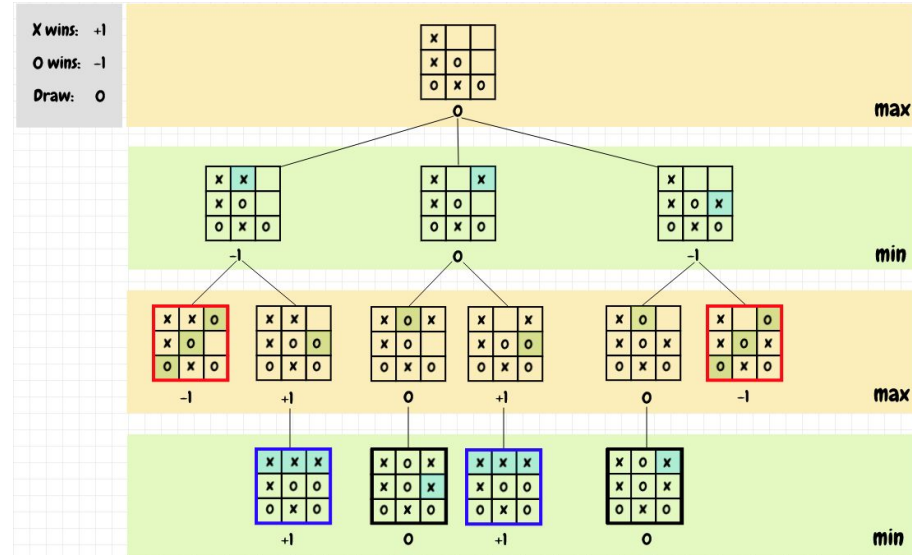 X wins: +1
O wins: -1
Draw: 0
X
X O
O X O
0
max
X X
X O
O X O
X X
X O
O X O
X
X O X
O X O
-1
0
-1
min
X X O
X O
O X O
X X
X O O
O X O
X O X
X O
O X O
X X
X O O
O X O
X O
X O X
O X O
X O
X O X
O X O
-1
+1
0
+1
0
-1
max
X X X
X O O
O X O
X O X
X O X
O X O
X X X
X O O
O X O
X O X
X O X
O X O
+1
0
+1
0
min